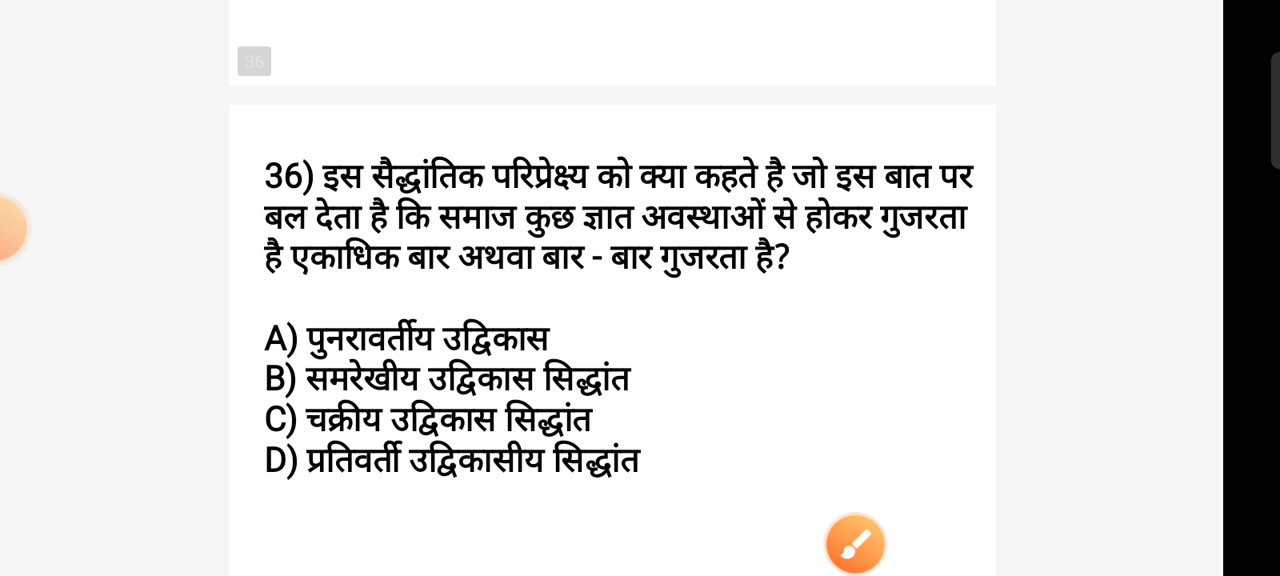 36
36) इस सैद्धांतिक परिप्रेक्ष्य को क्या कहते है जो इस बात पर
बल देता है कि समाज कुछ ज्ञात अवस्थाओं से होकर गुजरता
है एकाधिक बार अथवा बार - बार गुजरता है?
A) पुनरावर्तीय उद्विकास
B) समरेखीय उद्विकास सिद्धांत
C) चक्रीय उद्विकास सिद्धांत
D) प्रतिवर्ती उद्विकासीय सिद्धांत